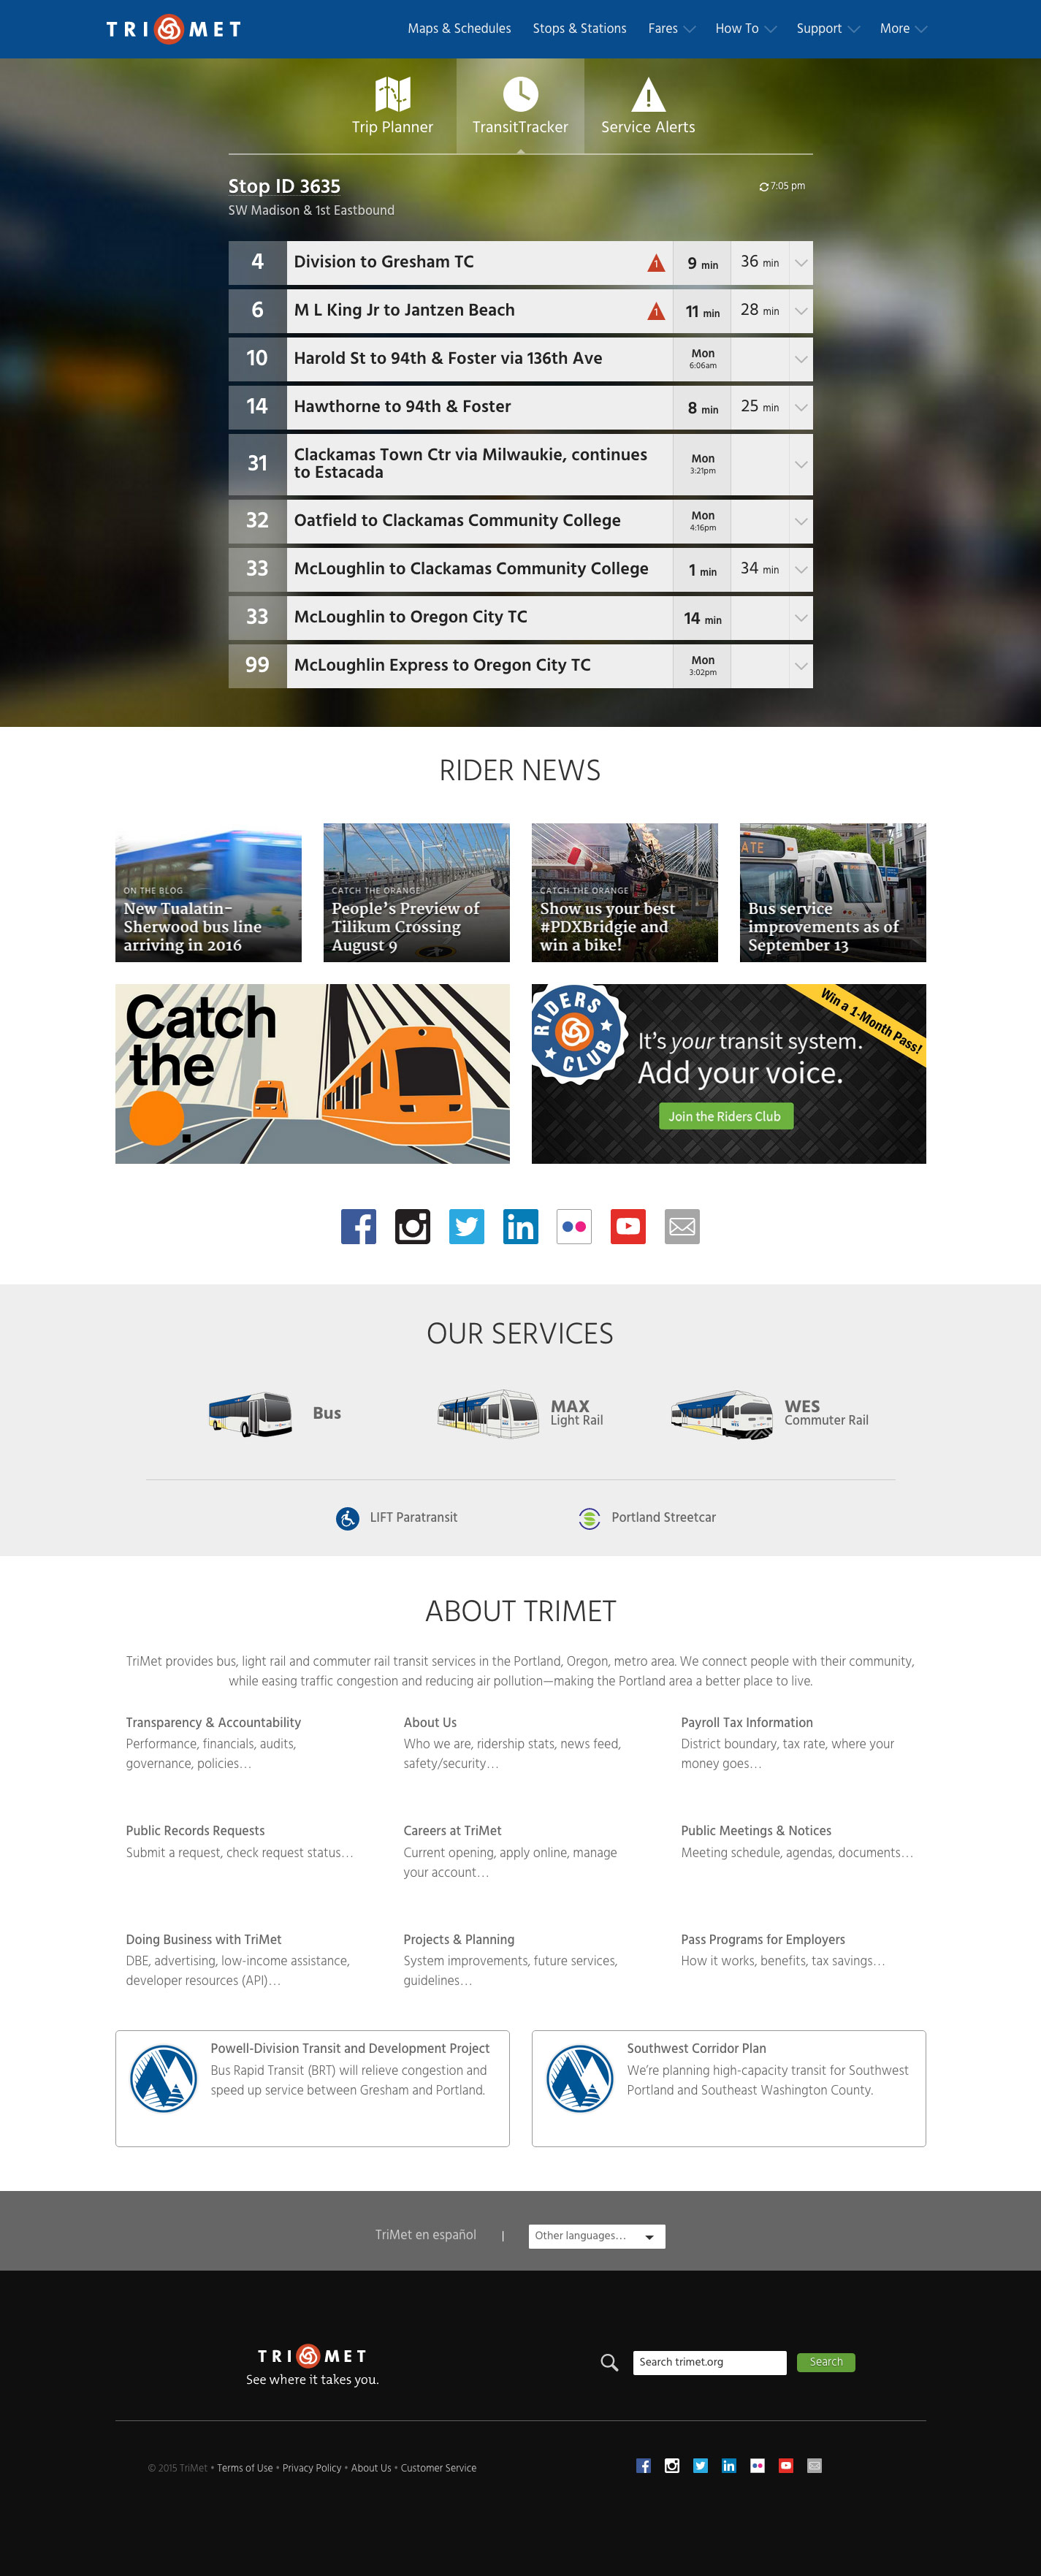 TRI MET
Maps & Schedules
Stops & Stations
Fares
How To
Support
More
Trip Planner
TransitTracker
Service Alerts
Stop ID 3635
7:05 pm
SW Madison & 1st Eastbound
4 Division to Gresham TC 1 9 min 36 min
6 M L King Jr to Jantzen Beach 1 11 min 28 min
10 Harold St to 94th & Foster via 136th Ave Mon
6:06am
14 Hawthorne to 94th & Foster 8 min 25 min
31 Clackamas Town Ctr via Milwaukie, continues
to Estacada
Mon
3:21pm
32 Oatfield to Clackamas Community College Mon
4:16pm
33 McLoughlin to Clackamas Community College 1 min 34 min
33 McLoughlin to Oregon City TC 14 min
99 McLoughlin Express to Oregon City TC Mon
3:02pm
RIDER NEWS
ON THE BLOG
New Tualatin-
Sherwood bus line
arriving in 2016
CATCH THE ORANGE
People's Preview of
Tilikum Crossing
August 9
CATCH THE ORANGE
Show us your best
#PDXBridgie and
win a bike!
ATE
Bus service
improvements as of
September 13
Catch
the
.
RIDERS
CLUB
Win a 1-Month Pass!
It's your transit system.
Add your voice.
Join the Riders Club
OUR SERVICES
Bus
MAX
Light Rail
WES
Commuter Rail
LIFT Paratransit
Portland Streetcar
ABOUT TRIMET
TriMet provides bus, light rail and commuter rail transit services in the Portland, Oregon, metro area. We connect people with their community,
while easing traffic congestion and reducing air pollution—making the Portland area a better place to live.
Transparency & Accountability
Performance, financials, audits,
governance, policies…
About Us
Who we are, ridership stats, news feed,
safety/security…
Payroll Tax Information
District boundary, tax rate, where your
money goes…
Public Records Requests
Submit a request, check request status…
Careers at TriMet
Current opening, apply online, manage
your account…
Public Meetings & Notices
Meeting schedule, agendas, documents…
Doing Business with TriMet
DBE, advertising, low-income assistance,
developer resources (API)…
Projects & Planning
System improvements, future services,
guidelines…
Pass Programs for Employers
How it works, benefits, tax savings…
Powell-Division Transit and Development Project
Bus Rapid Transit (BRT) will relieve congestion and
speed up service between Gresham and Portland.
Southwest Corridor Plan
We're planning high-capacity transit for Southwest
Portland and Southeast Washington County.
TriMet en español | Other languages…
TRI MET
See where it takes you.
Search trimet.org
Search
© 2015 TriMet • Terms of Use • Privacy Policy • About Us • Customer Service